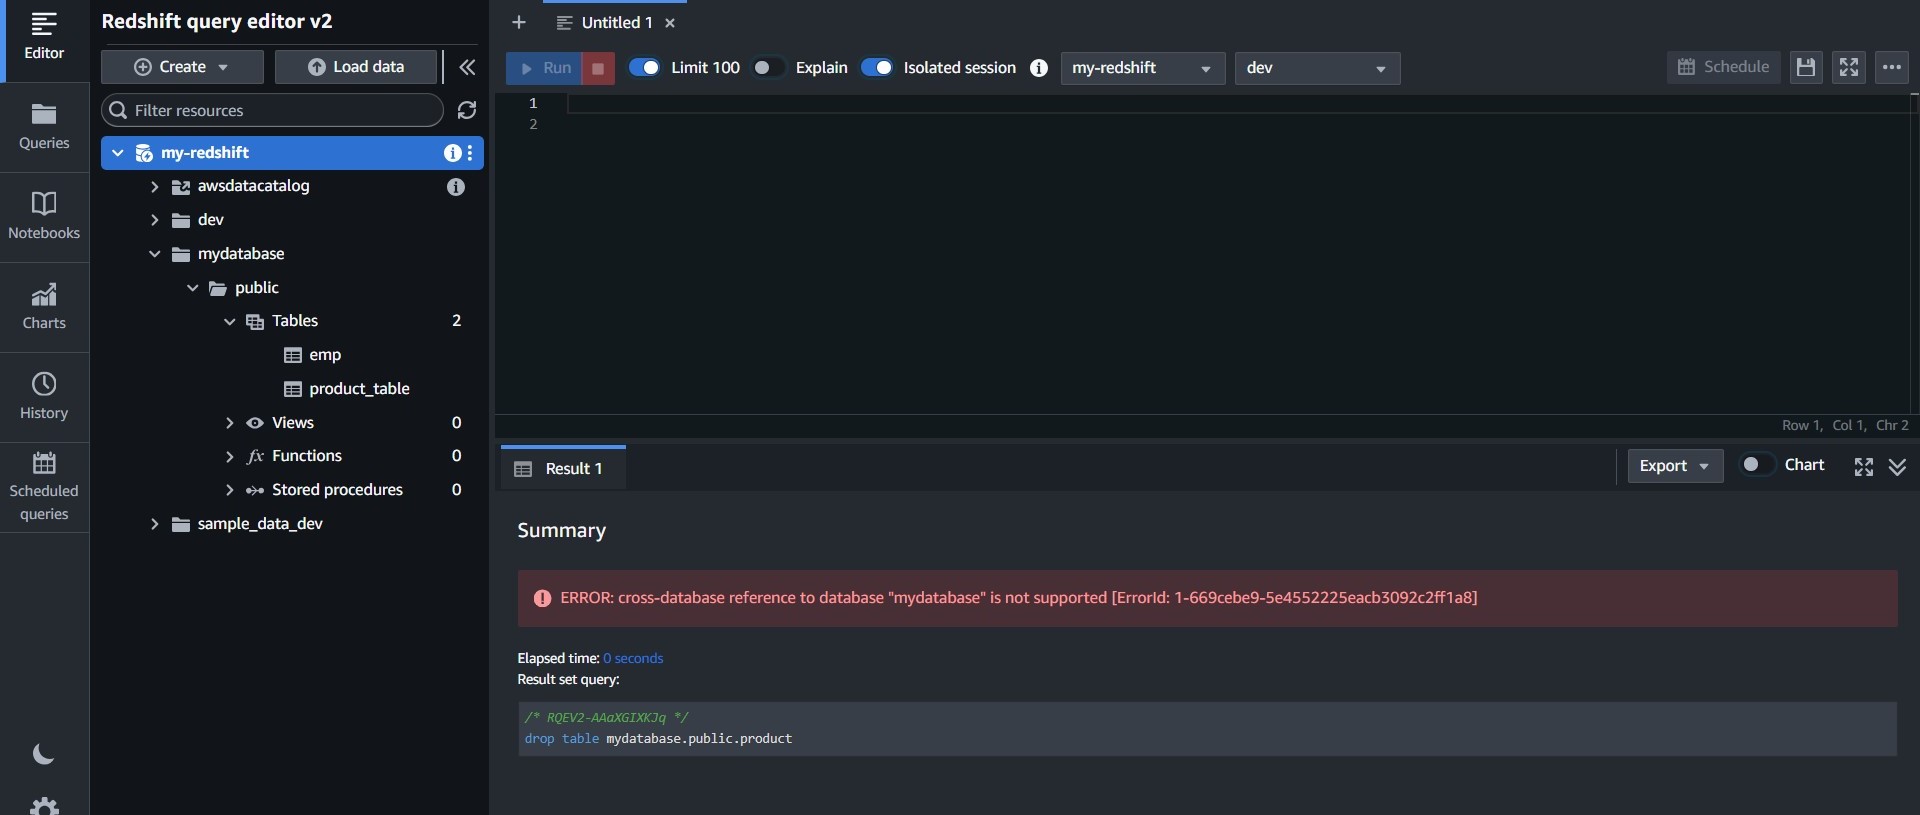 Editor
Queries
Notebooks
Charts
History
Scheduled
queries
Redshift query editor v2
Create
Load data
Filter resources
my-redshift
awsdatacatalog
dev
mydatabase
public
Tables 2
emp
product_table
Views 0
fx Functions 0
Stored procedures 0
sample_data_dev
Untitled 1
Run
Limit 100
Explain
Isolated session
my-redshift
dev
Schedule
1
2
Row 1, Col 1, Chr 2
Result 1
Export
Chart
Summary
ERROR: cross-database reference to database "mydatabase" is not supported [ErrorId: 1-669cebe9-5e4552225eacb3092c2ff1a8]
Elapsed time: 0 seconds
Result set query:
/* RQEV2-AAaXGIXKJq */
drop table mydatabase.public.product